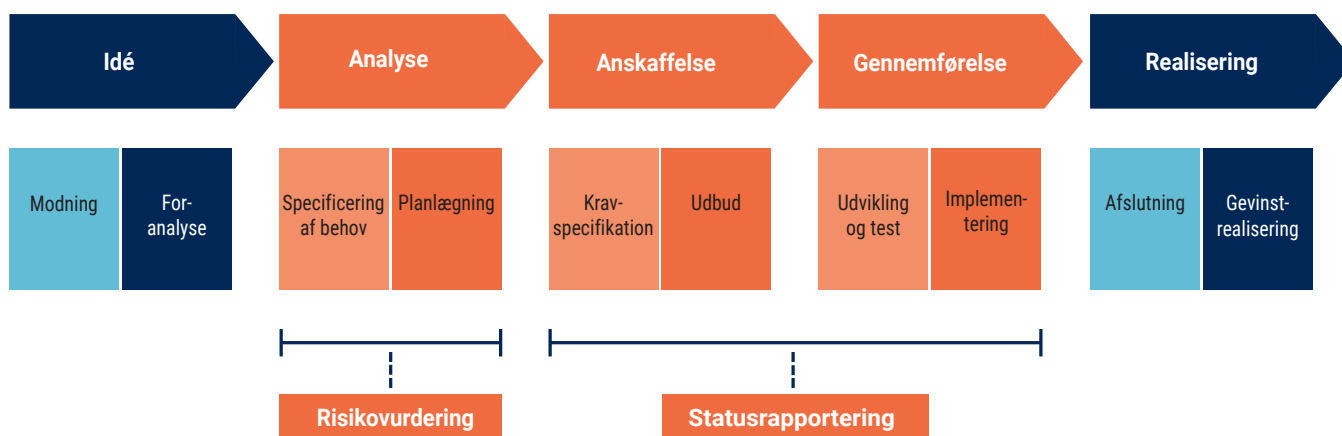 Idé
Analyse
Anskaffelse
Gennemførelse
Realisering
Modning
For-
analyse
Specificering
af behov
Planlægning
Krav-
specifikation
Udbud
Udvikling
og test
Implemen-
tering
Afslutning
Gevinst-
realisering
Risikovurdering
Statusrapportering